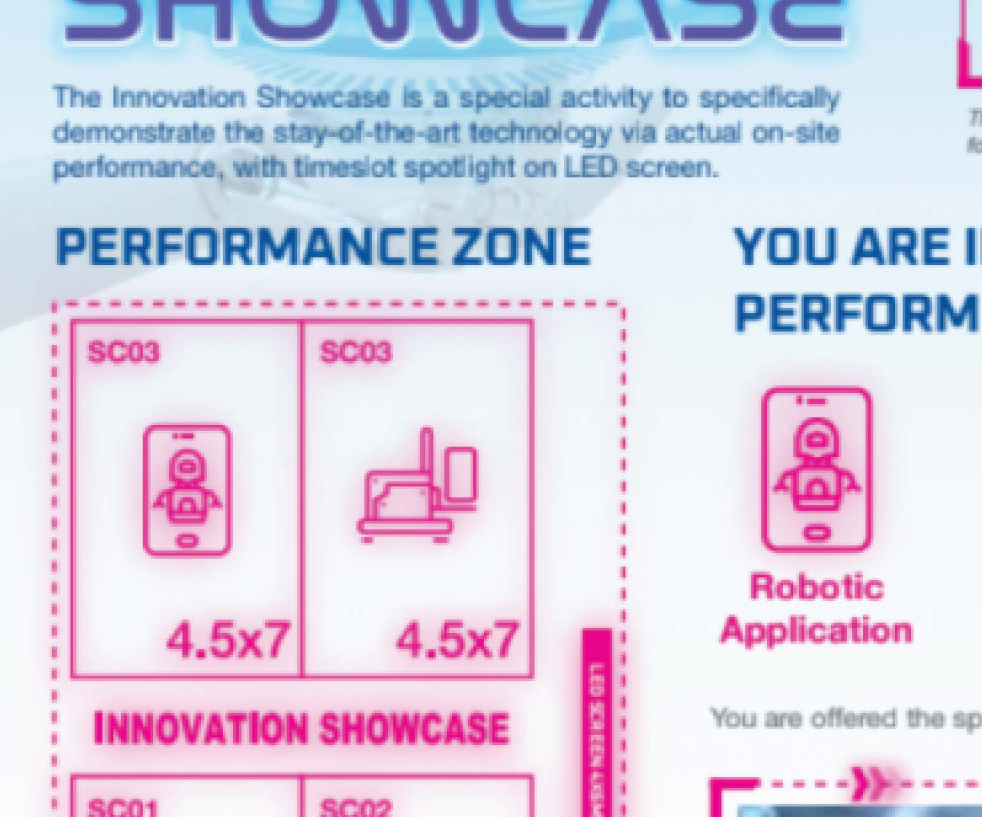 SHOWCASE
The Innovation Showcase is a special activity to specifically
demonstrate the stay-of-the-art technology via actual on-site
performance, with timeslot spotlight on LED screen.
PERFORMANCE ZONE
SC03
SC03
4.5x7
4.5x7
INNOVATION SHOWCASE
LED SCREEN
SC01
SC02
YOU ARE
PERFORM
Robotic
Application
You are offered the sp